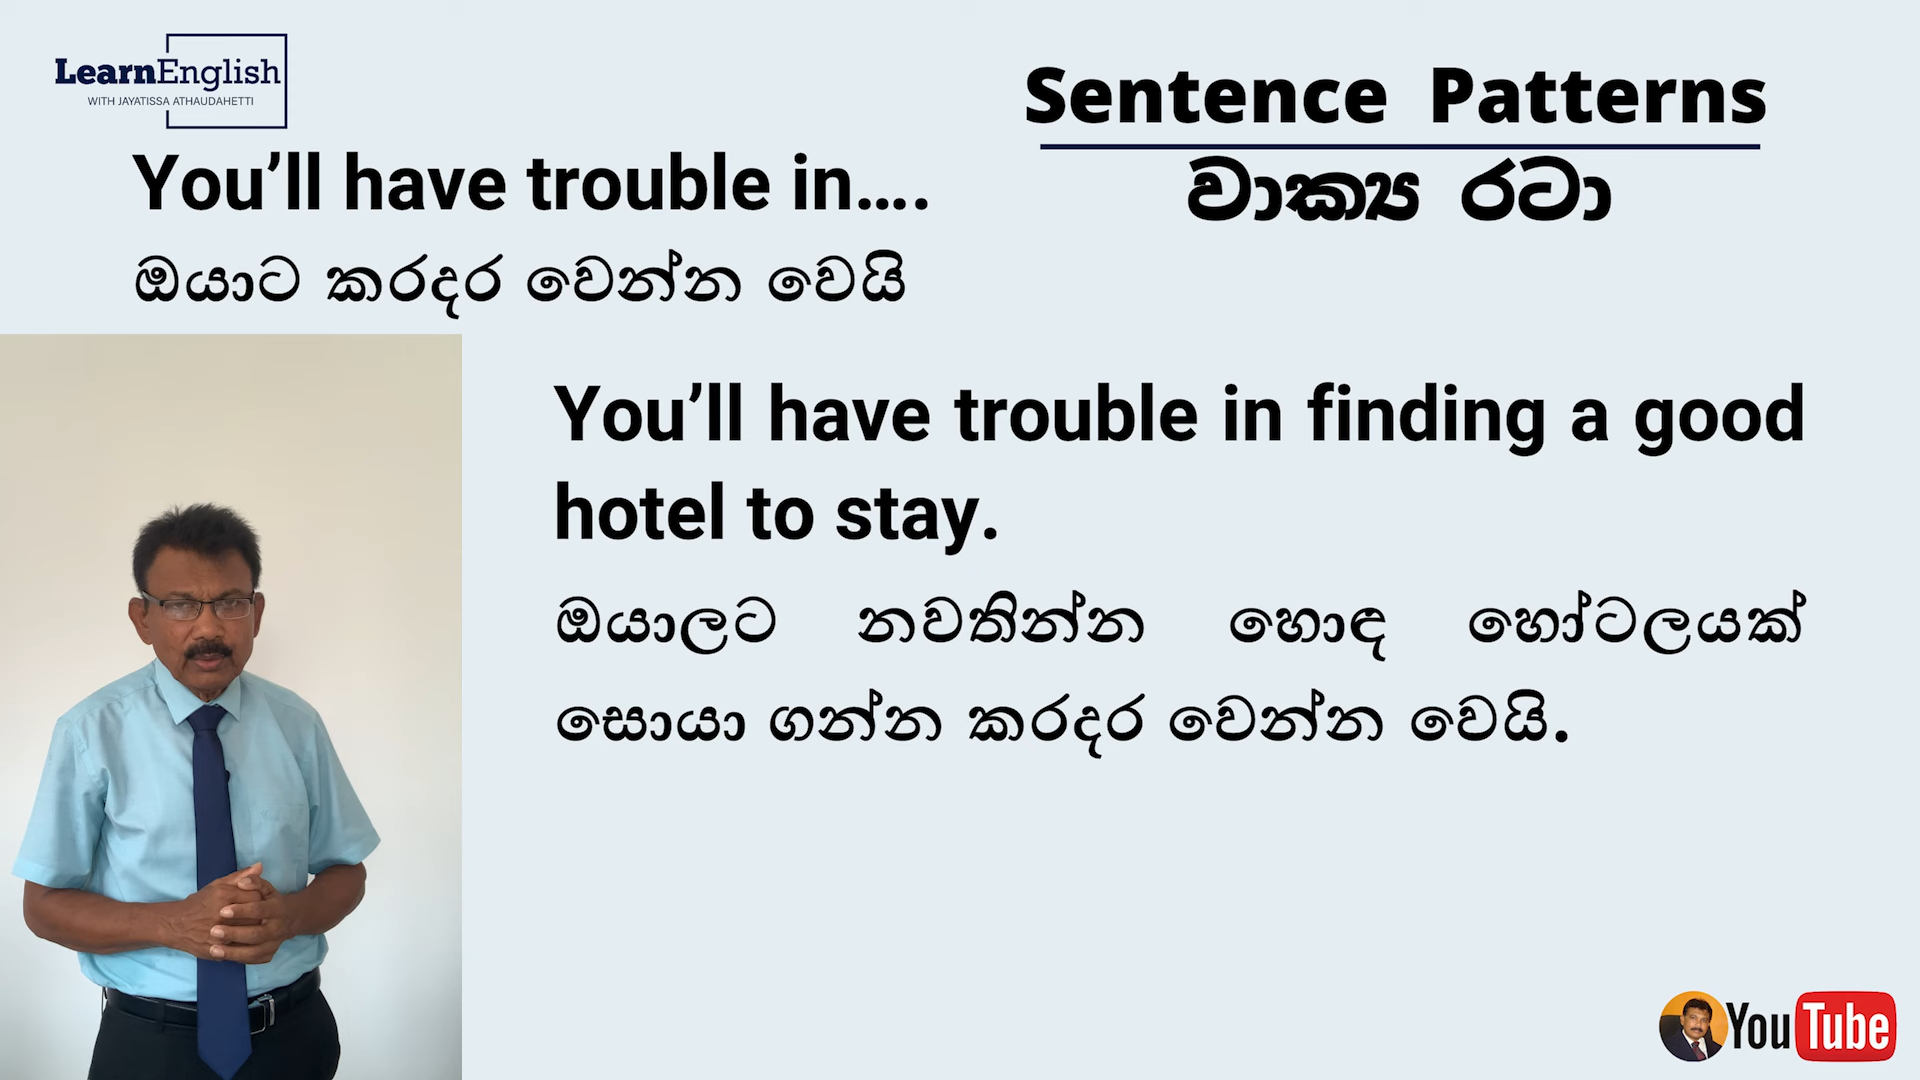 LearnEnglish
WITH JAYATISSA ATHAUDAHETTI
Sentence Patterns
වාක්‍ය රටා
You’ll have trouble in....
ඔයාට කරදර වෙන්න වෙයි
You’ll have trouble in finding a good
hotel to stay.
ඔයාලට නවතින්න හොඳ හෝටලයක්
සොයා ගන්න කරදර වෙන්න වෙයි.
YouTube